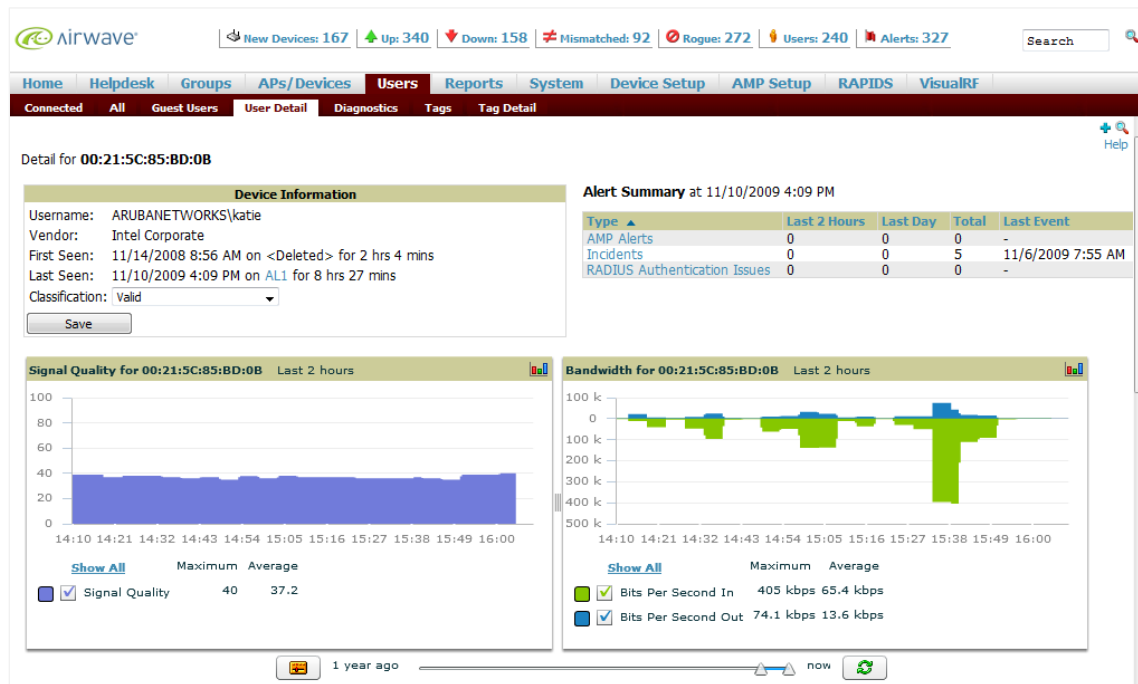 AirWave
New Devices: 167 Up: 340 Down: 158 Mismatched: 92 Rogue: 272 Users: 240 Alerts: 327 Search
Home Helpdesk Groups APs/Devices Users Reports System Device Setup AMP Setup RAPIDS VisualRF
Connected All Guest Users User Detail Diagnostics Tags Tag Detail
Help
Detail for 00:21:5C:85:BD:0B
Device Information
Username: ARUBANETWORKS\katie
Vendor: Intel Corporate
First Seen: 11/14/2008 8:56 AM on <Deleted> for 2 hrs 4 mins
Last Seen: 11/10/2009 4:09 PM on AL1 for 8 hrs 27 mins
Classification: Valid
Save
Alert Summary at 11/10/2009 4:09 PM
Type Last 2 Hours Last Day Total Last Event
AMP Alerts 0 0 0 -
Incidents 0 0 5 11/6/2009 7:55 AM
RADIUS Authentication Issues 0 0 0 -
Signal Quality for 00:21:5C:85:BD:0B Last 2 hours
100
80
60
40
20
0
14:10 14:21 14:32 14:43 14:54 15:05 15:16 15:27 15:38 15:49 16:00
Show All Maximum Average
Signal Quality 40 37.2
Bandwidth for 00:21:5C:85:BD:0B Last 2 hours
100 k
0
100 k
200 k
300 k
400 k
500 k
14:10 14:21 14:32 14:43 14:54 15:05 15:16 15:27 15:38 15:49 16:00
Show All Maximum Average
Bits Per Second In 405 kbps 65.4 kbps
Bits Per Second Out 74.1 kbps 13.6 kbps
1 year ago now